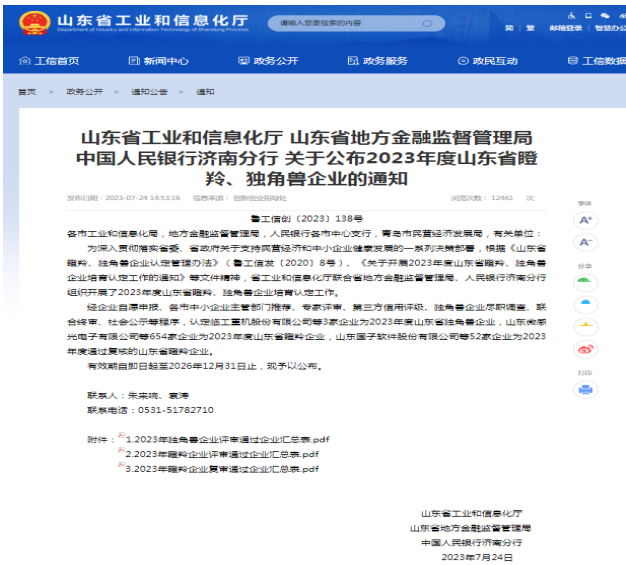 山东省工业和信息化厅
Department of Industry and Information Technology of Shandong Province
请输入您要搜索的内容
简 | 繁 邮箱登录 智慧办公
工信首页 新闻中心 政务公开 政务服务 政民互动 工信数据
首页 > 政务公开 > 通知公告 > 通知
山东省工业和信息化厅 山东省地方金融监督管理局
中国人民银行济南分行 关于公布2023年度山东省瞪
羚、独角兽企业的通知
发布日期：2023-07-24 14:53:16 信息来源：创新创业指导处 浏览次数：12461 次
字体
鲁工信创〔2023〕138号
各市工业和信息化局，地方金融监督管理局，人民银行各市中心支行，青岛市民营经济发展局，有关单位：
为深入贯彻落实省委、省政府关于支持民营经济和中小企业健康发展的一系列决策部署，根据《山东省
瞪羚、独角兽企业认定管理办法》（鲁工信发〔2020〕8号）、《关于开展2023年度山东省瞪羚、独角兽
企业培育认定工作的通知》等文件精神，省工业和信息化厅联合省地方金融监督管理局、人民银行济南分行
组织开展了2023年度山东省瞪羚、独角兽企业培育认定工作。
经企业自愿申报、各市中小企业主管部门推荐、专家评审、第三方信用评级、独角兽企业尽职调查、联
合终审、社会公示等程序，认定临工重机股份有限公司等3家企业为2023年度山东省独角兽企业，山东微感
光电子有限公司等654家企业为2023年度山东省瞪羚企业，山东国子软件股份有限公司等52家企业为2023
年度通过复核的山东省瞪羚企业。
有效期自即日起至2026年12月31日止，现予以公布。
联系人：朱来响、袁涛
联系电话：0531-51782710
附件：1.2023年独角兽企业评审通过企业汇总表.pdf
2.2023年瞪羚企业评审通过企业汇总表.pdf
3.2023年瞪羚企业复审通过企业汇总表.pdf
A+
A-
分享
打印
山东省工业和信息化厅
山东省地方金融监督管理局
中国人民银行济南分行
2023年7月24日